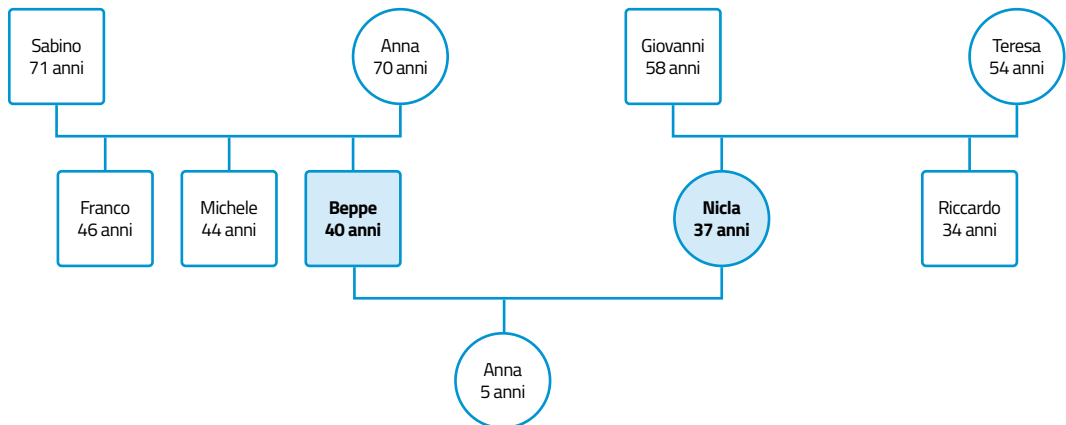 Sabino
71 anni
Anna
70 anni
Giovanni
58 anni
Teresa
54 anni
Franco
46 anni
Michele
44 anni
Beppe
40 anni
Nicla
37 anni
Riccardo
34 anni
Anna
5 anni